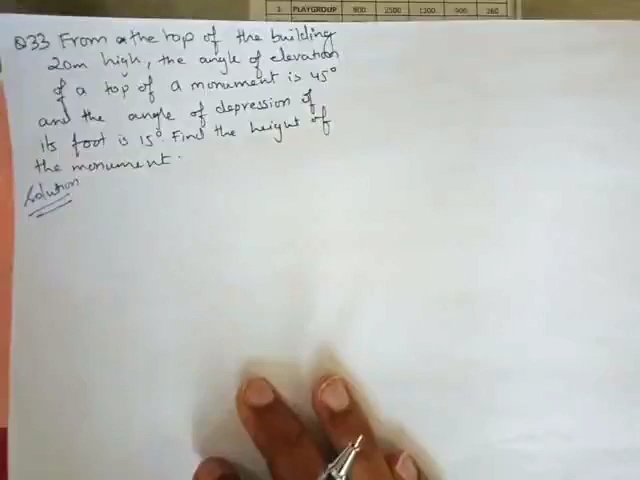 2 PLAYGROUP 900 2500 1200 500 260
Q33 From the top of the building
20m high, the angle of elevation
of a top of a monument is 45°
and the angle of depression of
its foot is 15°. Find the height of
the monument.
Solution